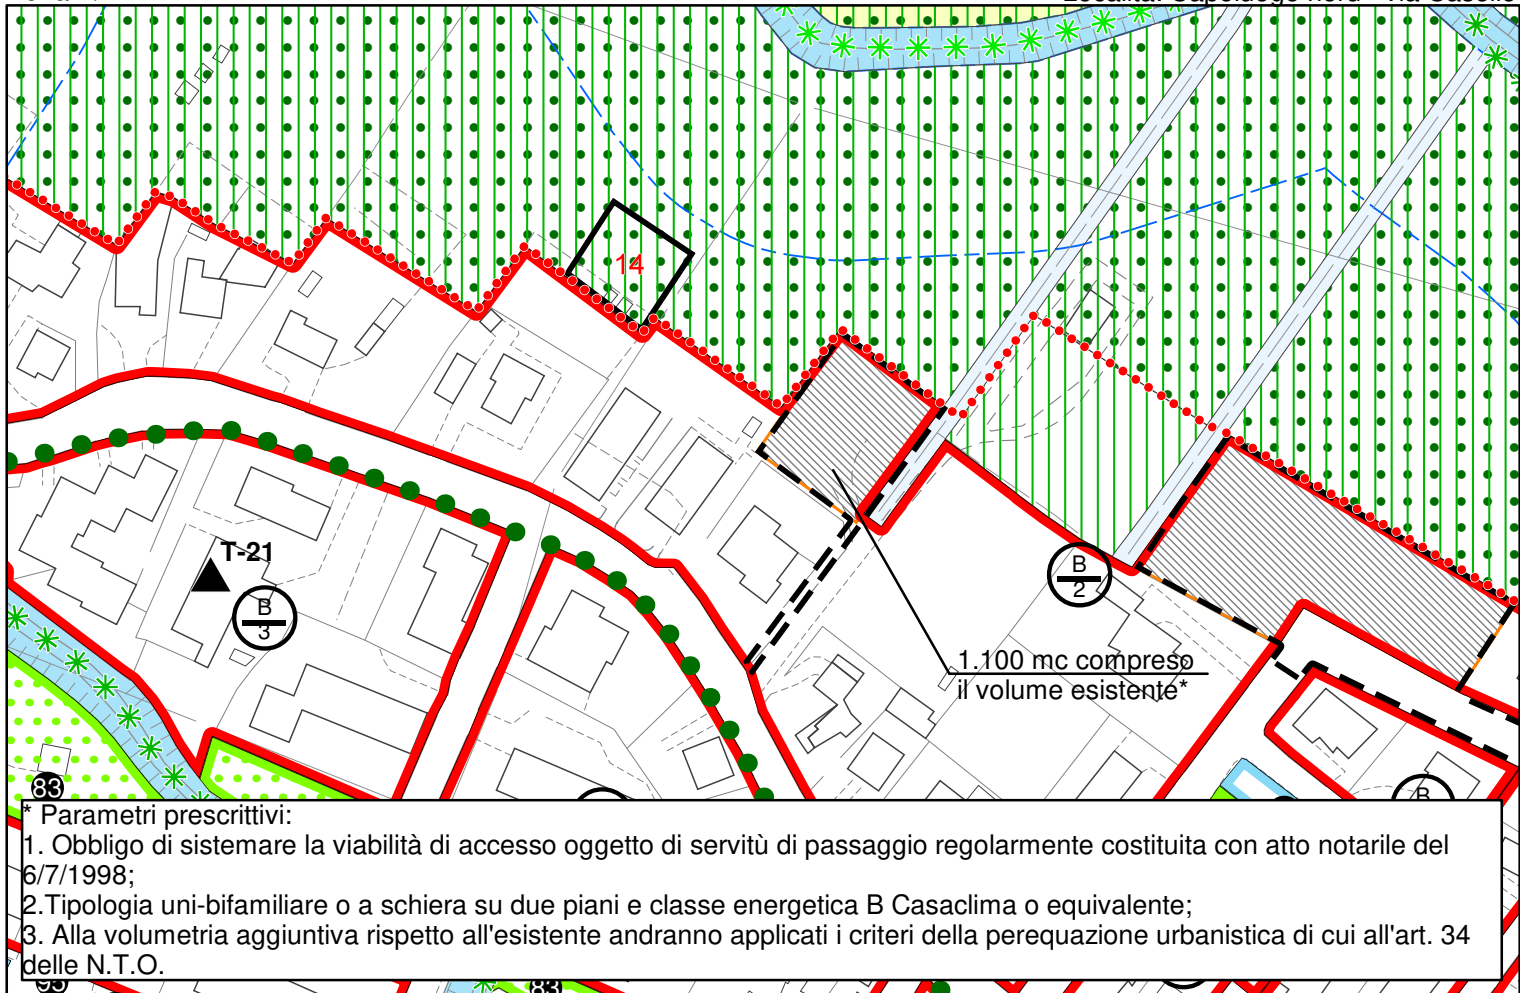 14
T-21
B
3
B
2
1.100 mc compreso
il volume esistente*
83
B
* Parametri prescrittivi:
1. Obbligo di sistemare la viabilità di accesso oggetto di servitù di passaggio regolarmente costituita con atto notarile del
6/7/1998;
2.Tipologia uni-bifamiliare o a schiera su due piani e classe energetica B Casaclima o equivalente;
3. Alla volumetria aggiuntiva rispetto all'esistente andranno applicati i criteri della perequazione urbanistica di cui all'art. 34
delle N.T.O.
95
83